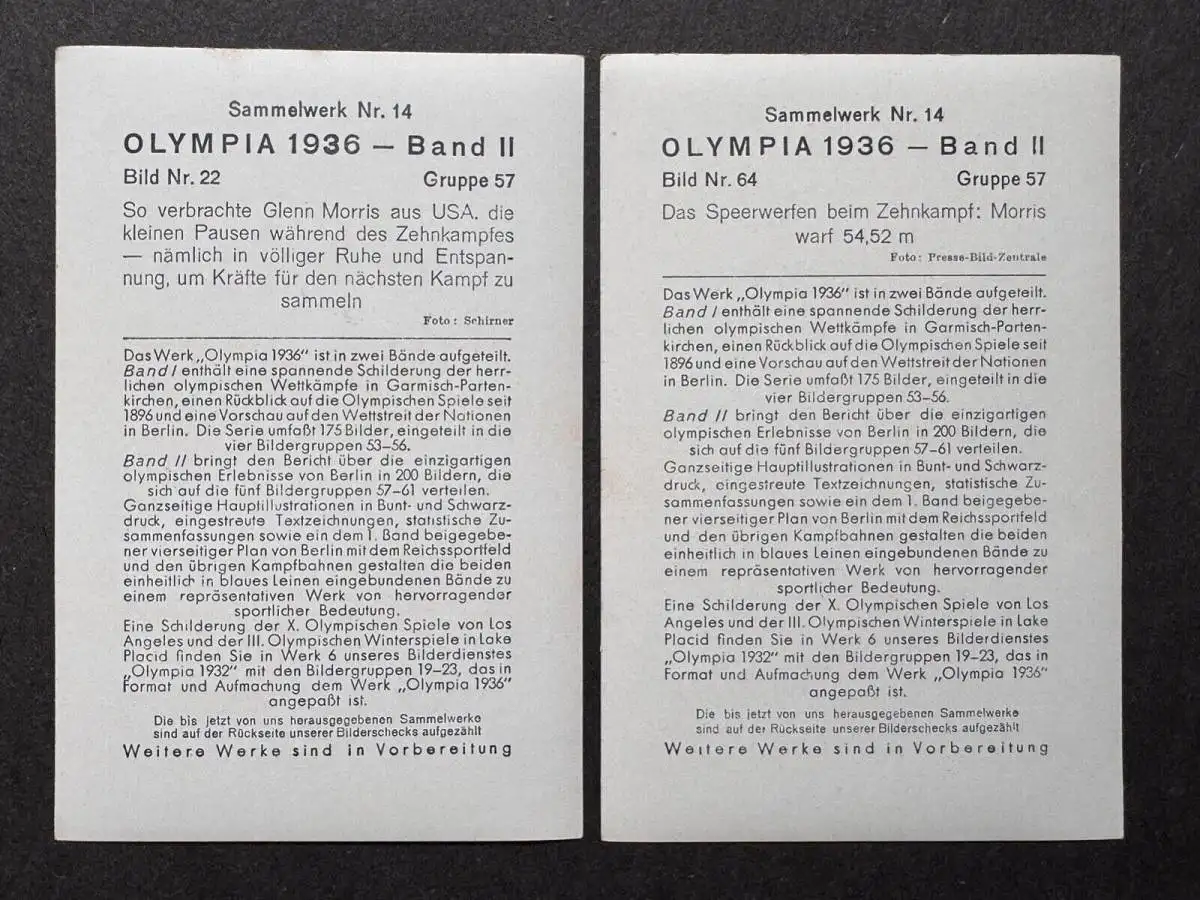 Sammelwerk Nr. 14
OLYMPIA 1936 — Band II
Bild Nr. 22 Gruppe 57
So verbrachte Glenn Morris aus USA. die
kleinen Pausen während des Zehnkampfes
— nämlich in völliger Ruhe und Entspan-
nung, um Kräfte für den nächsten Kampf zu
sammeln
Foto: Schirner
Das Werk „Olympia 1936“ ist in zwei Bände aufgeteilt.
Band I enthält eine spannende Schilderung der herr-
lichen olympischen Wettkämpfe in Garmisch-Parten-
kirchen, einen Rückblick auf die Olympischen Spiele seit
1896 und eine Vorschau auf den Wettstreit der Nationen
in Berlin. Die Serie umfaßt 175 Bilder, eingeteilt in die
vier Bildergruppen 53–56.
Band II bringt den Bericht über die einzigartigen
olympischen Erlebnisse von Berlin in 200 Bildern, die
sich auf die fünf Bildergruppen 57–61 verteilen.
Ganzseitige Hauptillustrationen in Bunt- und Schwarz-
druck, eingestreute Textzeichnungen, statistische Zu-
sammenfassungen sowie ein dem 1. Band beigegebe-
ner vierseitiger Plan von Berlin mit dem Reichssportfeld
und den übrigen Kampfbahnen gestalten die beiden
einheitlich in blaues Leinen eingebundenen Bände zu
einem repräsentativen Werk von hervorragender
sportlicher Bedeutung.
Eine Schilderung der X. Olympischen Spiele von Los
Angeles und der III. Olympischen Winterspiele in Lake
Placid finden Sie in Werk 6 unseres Bilderdienstes
„Olympia 1932“ mit den Bildergruppen 19–23, das in
Format und Aufmachung dem Werk „Olympia 1936“
angepaßt ist.
Die bis jetzt von uns herausgegebenen Sammelwerke
sind auf der Rückseite unserer Bilderschecks aufgezählt
Weitere Werke sind in Vorbereitung
Sammelwerk Nr. 14
OLYMPIA 1936 — Band II
Bild Nr. 64 Gruppe 57
Das Speerwerfen beim Zehnkampf: Morris
warf 54,52 m
Foto: Presse-Bild-Zentrale
Das Werk „Olympia 1936“ ist in zwei Bände aufgeteilt.
Band I enthält eine spannende Schilderung der herr-
lichen olympischen Wettkämpfe in Garmisch-Parten-
kirchen, einen Rückblick auf die Olympischen Spiele seit
1896 und eine Vorschau auf den Wettstreit der Nationen
in Berlin. Die Serie umfaßt 175 Bilder, eingeteilt in die
vier Bildergruppen 53–56.
Band II bringt den Bericht über die einzigartigen
olympischen Erlebnisse von Berlin in 200 Bildern, die
sich auf die fünf Bildergruppen 57–61 verteilen.
Ganzseitige Hauptillustrationen in Bunt- und Schwarz-
druck, eingestreute Textzeichnungen, statistische Zu-
sammenfassungen sowie ein dem 1. Band beigegebe-
ner vierseitiger Plan von Berlin mit dem Reichssportfeld
und den übrigen Kampfbahnen gestalten die beiden
einheitlich in blaues Leinen eingebundenen Bände zu
einem repräsentativen Werk von hervorragender
sportlicher Bedeutung.
Eine Schilderung der X. Olympischen Spiele von Los
Angeles und der III. Olympischen Winterspiele in Lake
Placid finden Sie in Werk 6 unseres Bilderdienstes
„Olympia 1932“ mit den Bildergruppen 19–23, das in
Format und Aufmachung dem Werk „Olympia 1936“
angepaßt ist.
Die bis jetzt von uns herausgegebenen Sammelwerke
sind auf der Rückseite unserer Bilderschecks aufgezählt
Weitere Werke sind in Vorbereitung